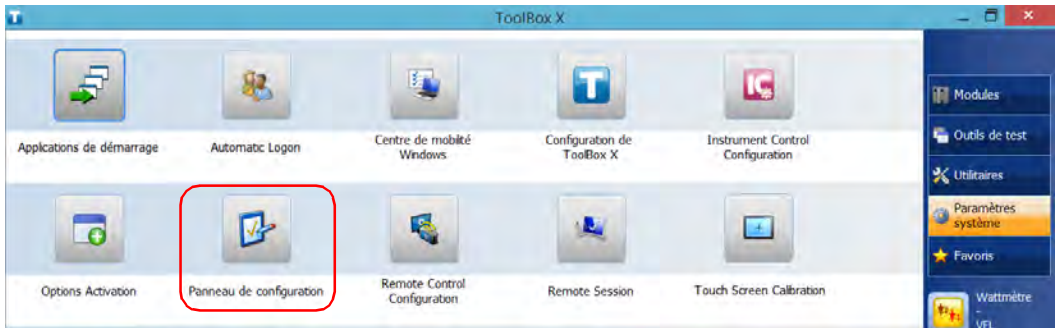 ToolBox X
Applications de démarrage
Automatic Logon
Centre de mobilité
Windows
Configuration de
ToolBox X
Instrument Control
Configuration
Options Activation
Panneau de configuration
Remote Control
Configuration
Remote Session
Touch Screen Calibration
Modules
Outils de test
Utilitaires
Paramètres
système
Favoris
Wattmètre
-
VFL